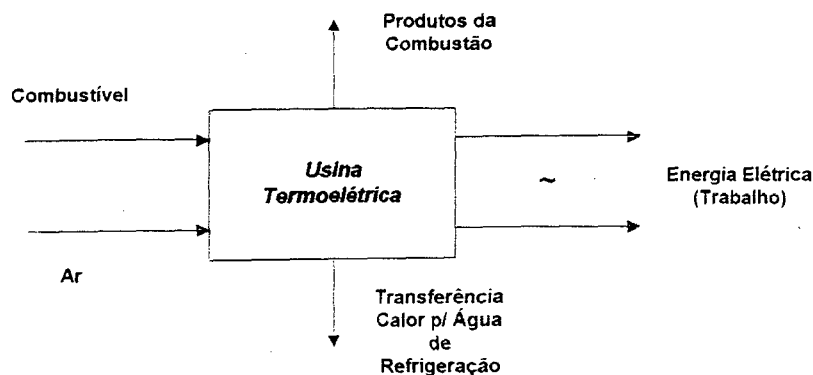 Produtos da
Combustão
Combustível
Usina
Termoelétrica
~
Energia Elétrica
(Trabalho)
Ar
Transferência
Calor p/ Água
de
Refrigeração